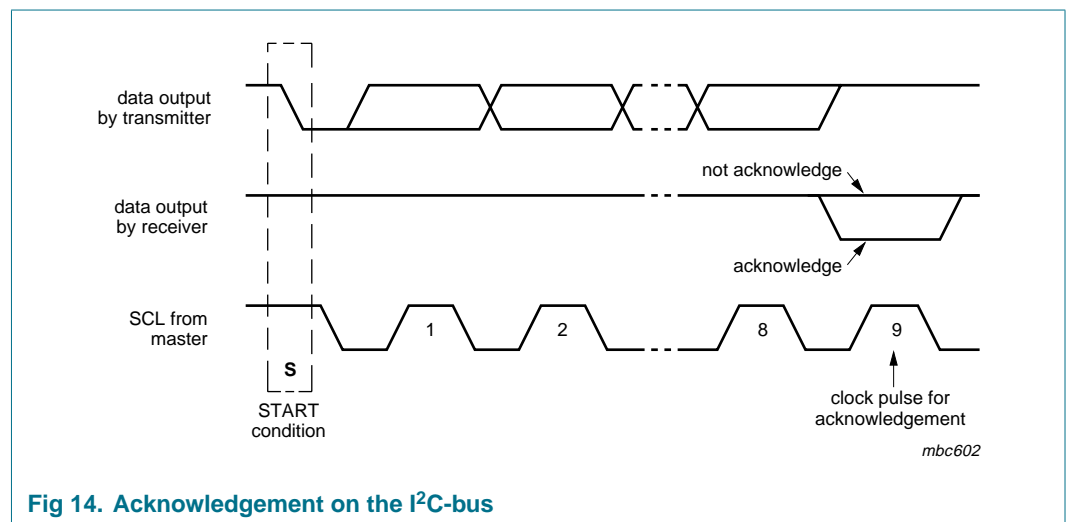 data output
by transmitter
not acknowledge
data output
by receiver
acknowledge
SCL from
master
1
2
8
9
S
START
condition
clock pulse for
acknowledgement
mbc602
Fig 14. Acknowledgement on the I²C-bus